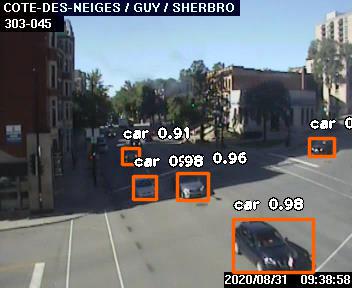 COTE-DES-NEIGES / GUY / SHERBRO
303-045
car 0.91
car 0
car 0.98 0.96
car 0.98
2020/08/31 09:38:58